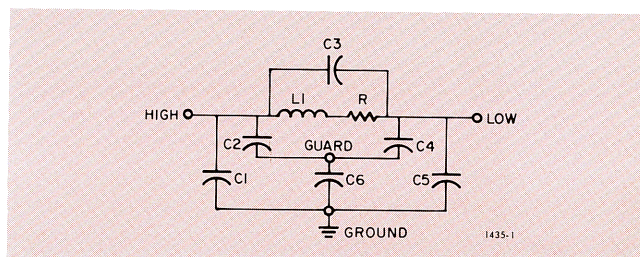 C3
L1 R
HIGH LOW
C2 GUARD C4
C1 C6 C5
GROUND
1435-1